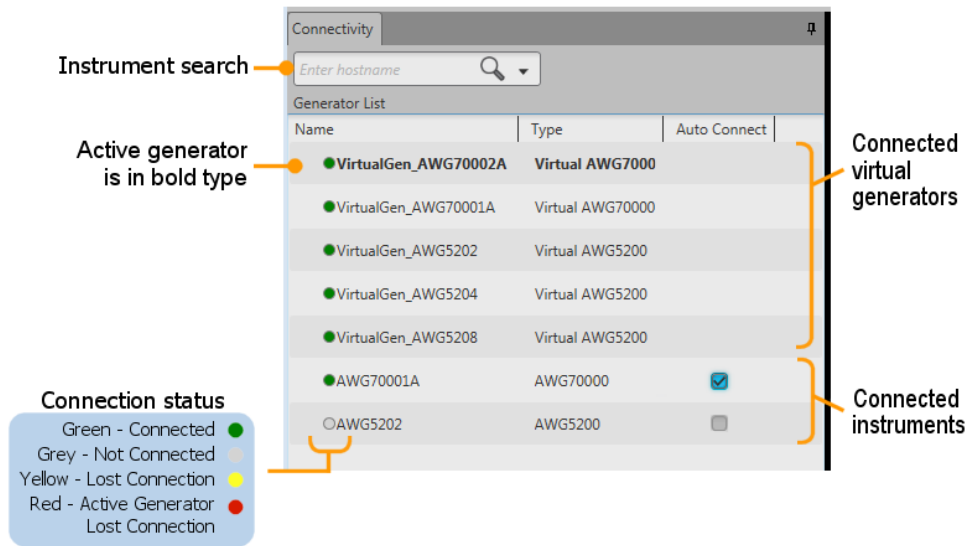 Connectivity
Instrument search
Enter hostname
Generator List
Name Type Auto Connect
Active generator
is in bold type
VirtualGen_AWG70002A Virtual AWG7000
VirtualGen_AWG70001A Virtual AWG70000
VirtualGen_AWG5202 Virtual AWG5200
VirtualGen_AWG5204 Virtual AWG5200
VirtualGen_AWG5208 Virtual AWG5200
Connected
virtual
generators
AWG70001A AWG70000
AWG5202 AWG5200
Connected
instruments
Connection status
Green - Connected
Grey - Not Connected
Yellow - Lost Connection
Red - Active Generator
Lost Connection